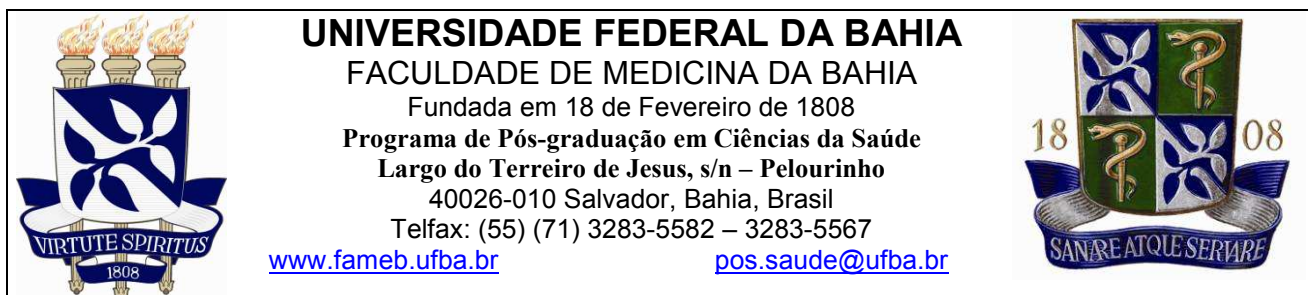 UNIVERSIDADE FEDERAL DA BAHIA
FACULDADE DE MEDICINA DA BAHIA
Fundada em 18 de Fevereiro de 1808
Programa de Pós-graduação em Ciências da Saúde
Largo do Terreiro de Jesus, s/n – Pelourinho
40026-010 Salvador, Bahia, Brasil
Telfax: (55) (71) 3283-5582 – 3283-5567
www.fameb.ufba.br pos.saude@ufba.br
VIRTUTE SPIRITUS
1808
18 08
SANARE ATQUE SERVARE